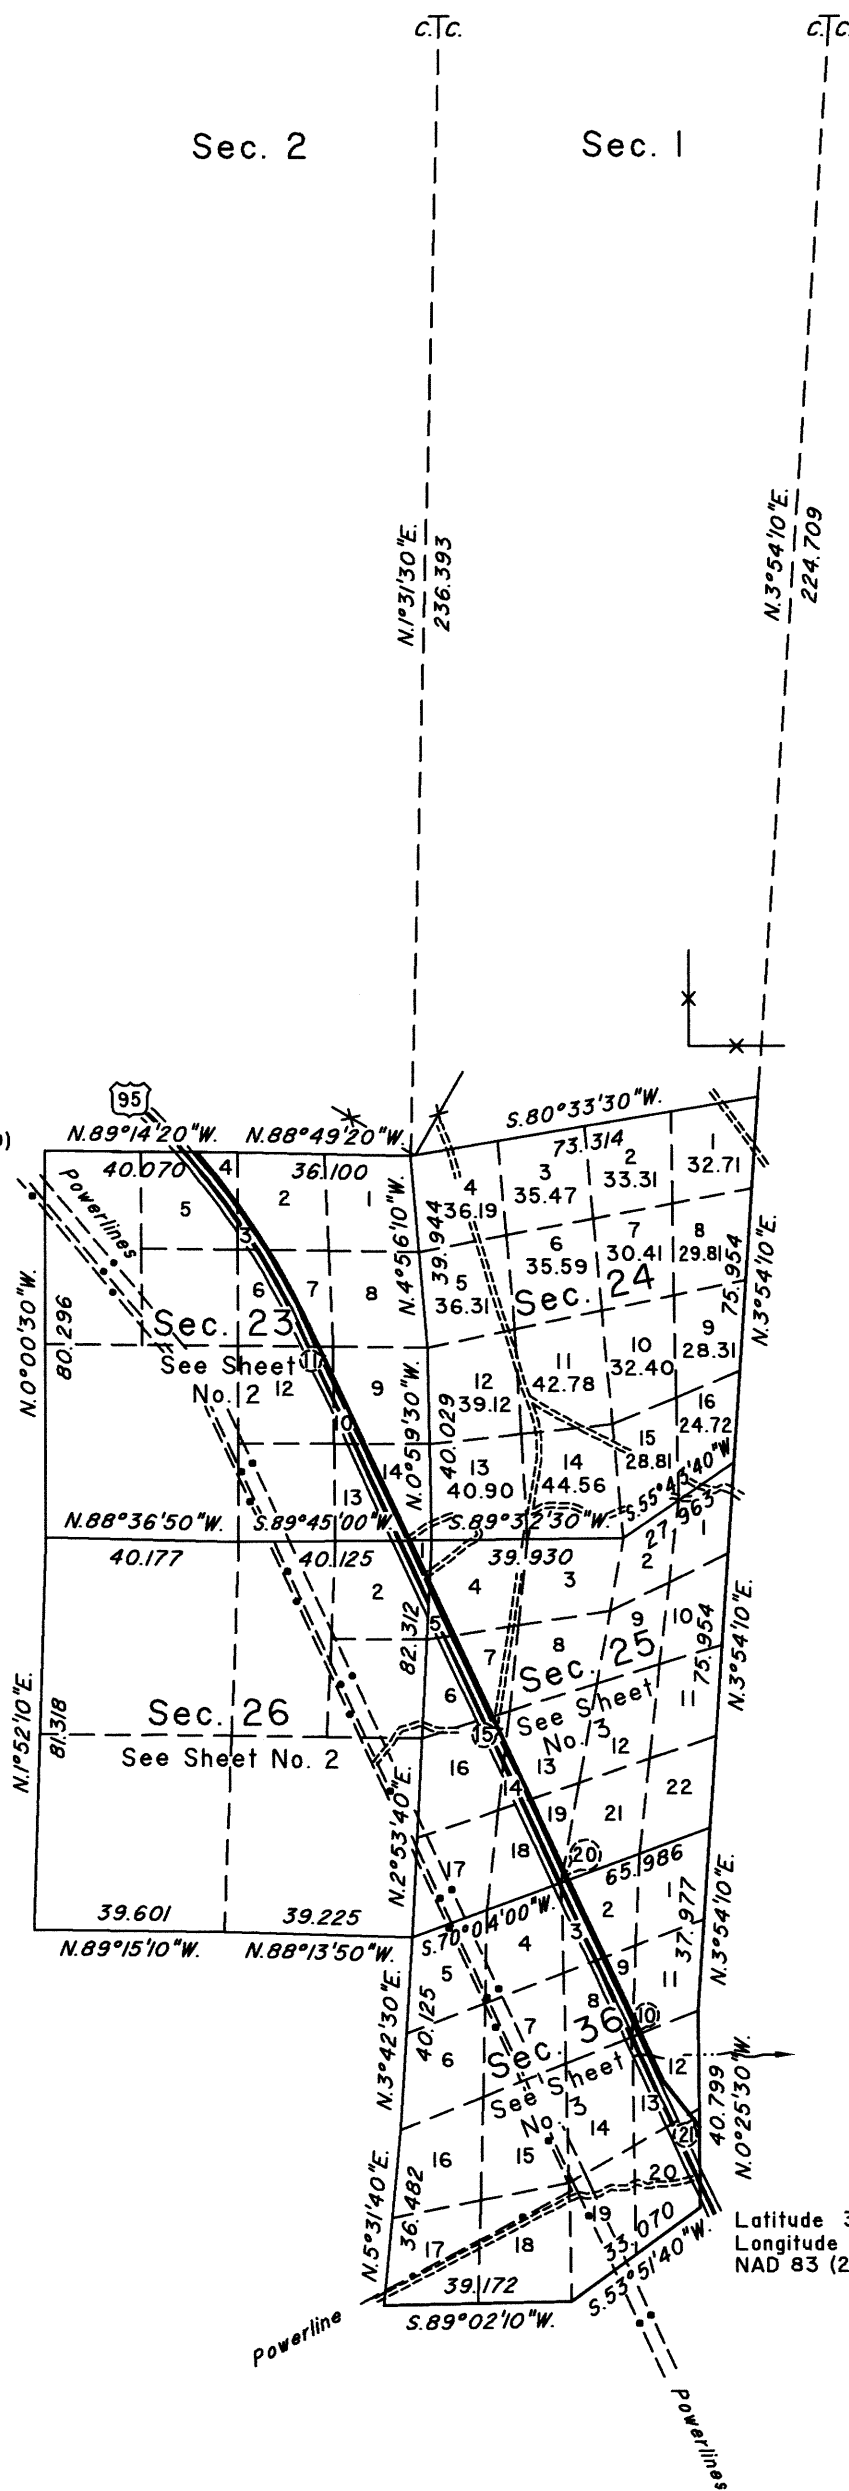 C.T.C.
C.T.C.
Sec. 2
Sec. 1
N.1°31'30"E.
236.393
N.3°54'10"E.
224.709
95
N.89°14'20"W.
N.88°49'20"W.
S.80°33'30"W.
40.070
4
36.100
73.314
1
32.71
2
33.31
3
35.47
4
36.19
Powerlines
5
2
1
3
N.4°56'10"W.
39.944
5
36.31
6
35.59
7
30.41
8
29.81
75.954
N.3°54'10"E.
Sec. 24
6
7
8
N.0°00'30"W.
80.296
Sec. 23
See Sheet
No. 2
11
12
9
10
N.0°59'30"W.
40.029
12
39.12
11
42.78
10
32.40
9
28.31
16
24.72
15
28.81
14
44.56
13
40.90
14
13
S.55°43'40"W.
27.963
N.88°36'50"W.
S.89°45'00"W.
S.89°32'30"W.
40.177
40.125
39.930
1
2
4
3
2
1
82.312
5
7
8
9
10
75.954
N.3°54'10"E.
Sec. 25
See Sheet
No. 3
6
11
12
N.1°52'10"E.
81.318
Sec. 26
See Sheet No. 2
15
16
13
14
19
21
22
N.2°53'40"E.
18
17
20
65.986
39.601
39.225
S.70°04'00"W.
N.89°15'10"W.
N.88°13'50"W.
1
2
3
4
5
37.977
N.3°54'10"E.
9
11
8
10
7
N.3°42'30"E.
40.125
6
Sec. 36
See Sheet
No. 3
12
13
40.799
N.0°25'30"W.
14
15
16
21
20
N.5°31'40"E.
36.482
17
18
19
33.070
S.53°51'40"W.
39.172
S.89°02'10"W.
Latitude 3
Longitude
NAD 83 (2
Powerline
Powerlines